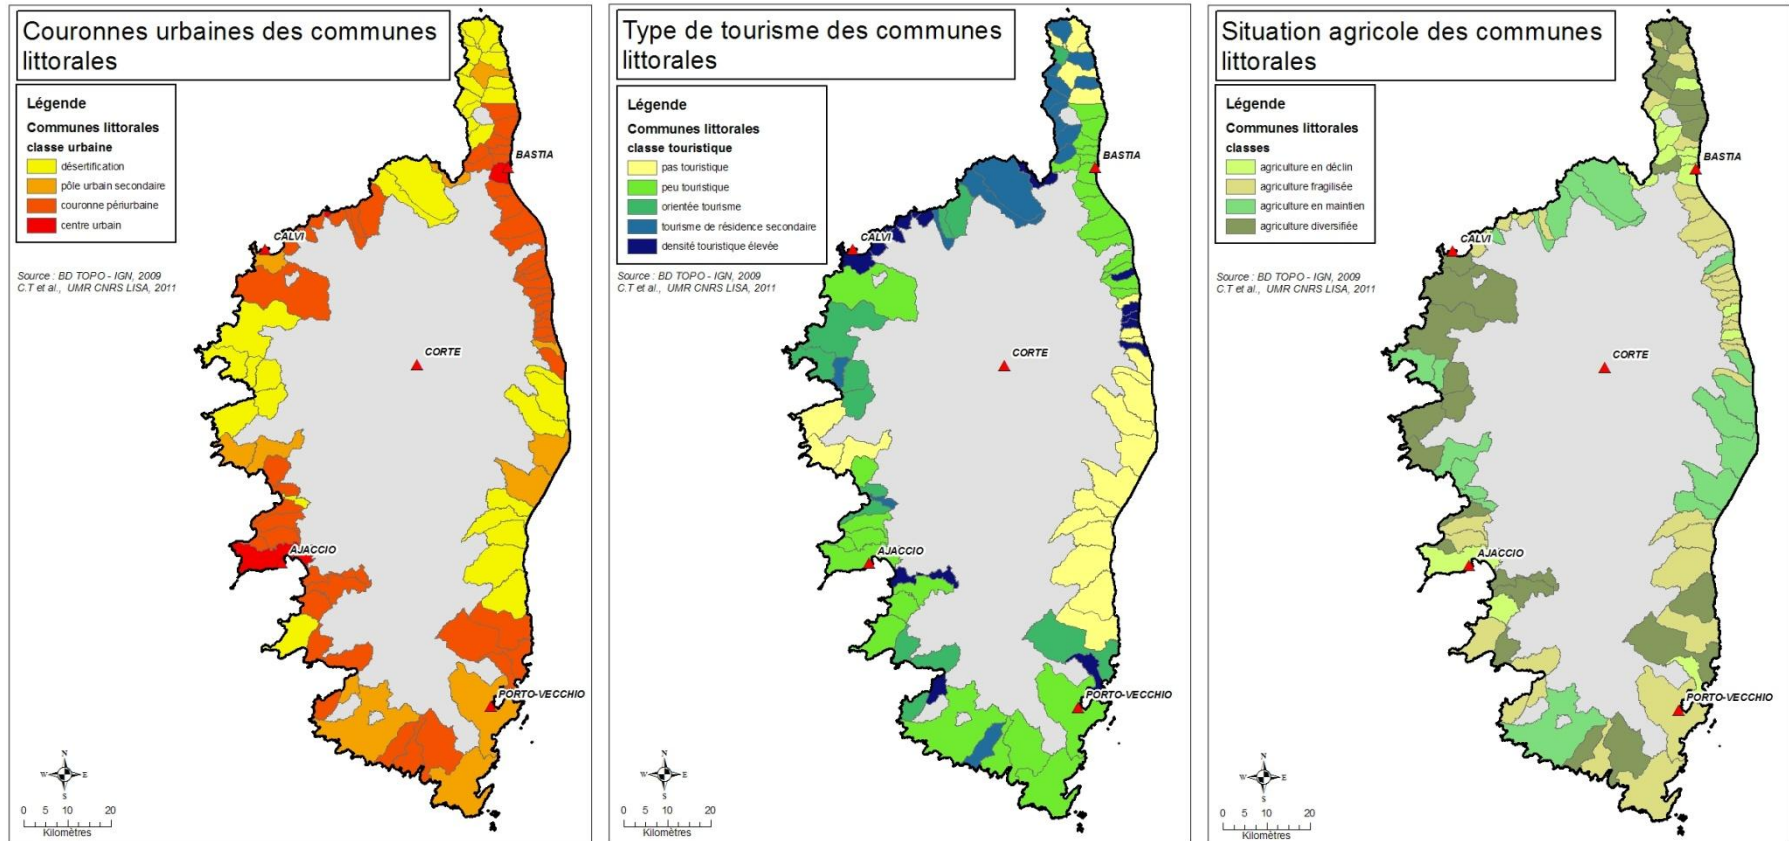 Couronnes urbaines des communes
littorales
Légende
Communes littorales
classe urbaine
désertification
pôle urbain secondaire
couronne périurbaine
centre urbain
Source : BD TOPO - IGN, 2009
C.T et al., UMR CNRS LISA, 2011
BASTIA
CALVI
CORTE
AJACCIO
PORTO-VECCHIO
N
W E
S
0 5 10 20
Kilomètres
Type de tourisme des communes
littorales
Légende
Communes littorales
classe touristique
pas touristique
peu touristique
orientée tourisme
tourisme de résidence secondaire
densité touristique élevée
Source : BD TOPO - IGN, 2009
C.T et al., UMR CNRS LISA, 2011
BASTIA
CALVI
CORTE
AJACCIO
PORTO-VECCHIO
N
W E
S
0 5 10 20
Kilomètres
Situation agricole des communes
littorales
Légende
Communes littorales
classes
agriculture en déclin
agriculture fragilisée
agriculture en maintien
agriculture diversifiée
Source : BD TOPO - IGN, 2009
C.T et al., UMR CNRS LISA, 2011
BASTIA
CALVI
CORTE
AJACCIO
PORTO-VECCHIO
N
W E
S
0 5 10 20
Kilomètres